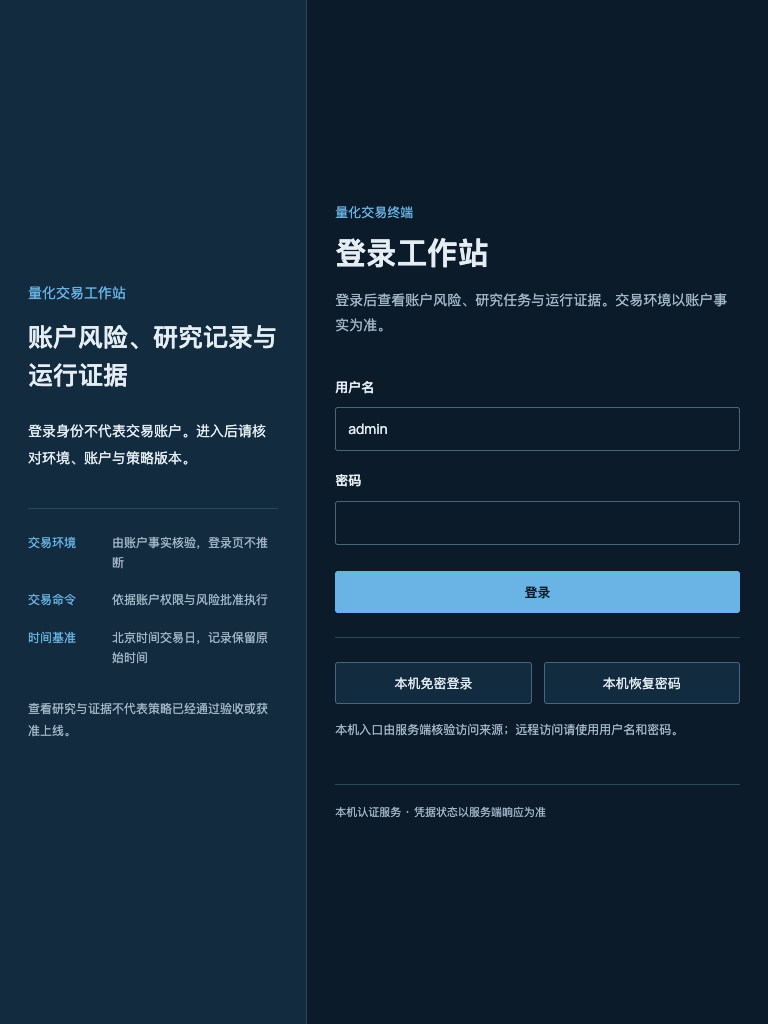 量化交易工作站
账户风险、研究记录与
运行证据
登录身份不代表交易账户。进入后请核
对环境、账户与策略版本。
交易环境
由账户事实核验，登录页不推
断
交易命令
依据账户权限与风险批准执行
时间基准
北京时间交易日，记录保留原
始时间
查看研究与证据不代表策略已经通过验收或获
准上线。
量化交易终端
登录工作站
登录后查看账户风险、研究任务与运行证据。交易环境以账户事
实为准。
用户名
admin
密码
登录
本机免密登录
本机恢复密码
本机入口由服务端核验访问来源；远程访问请使用用户名和密码。
本机认证服务 · 凭据状态以服务端响应为准